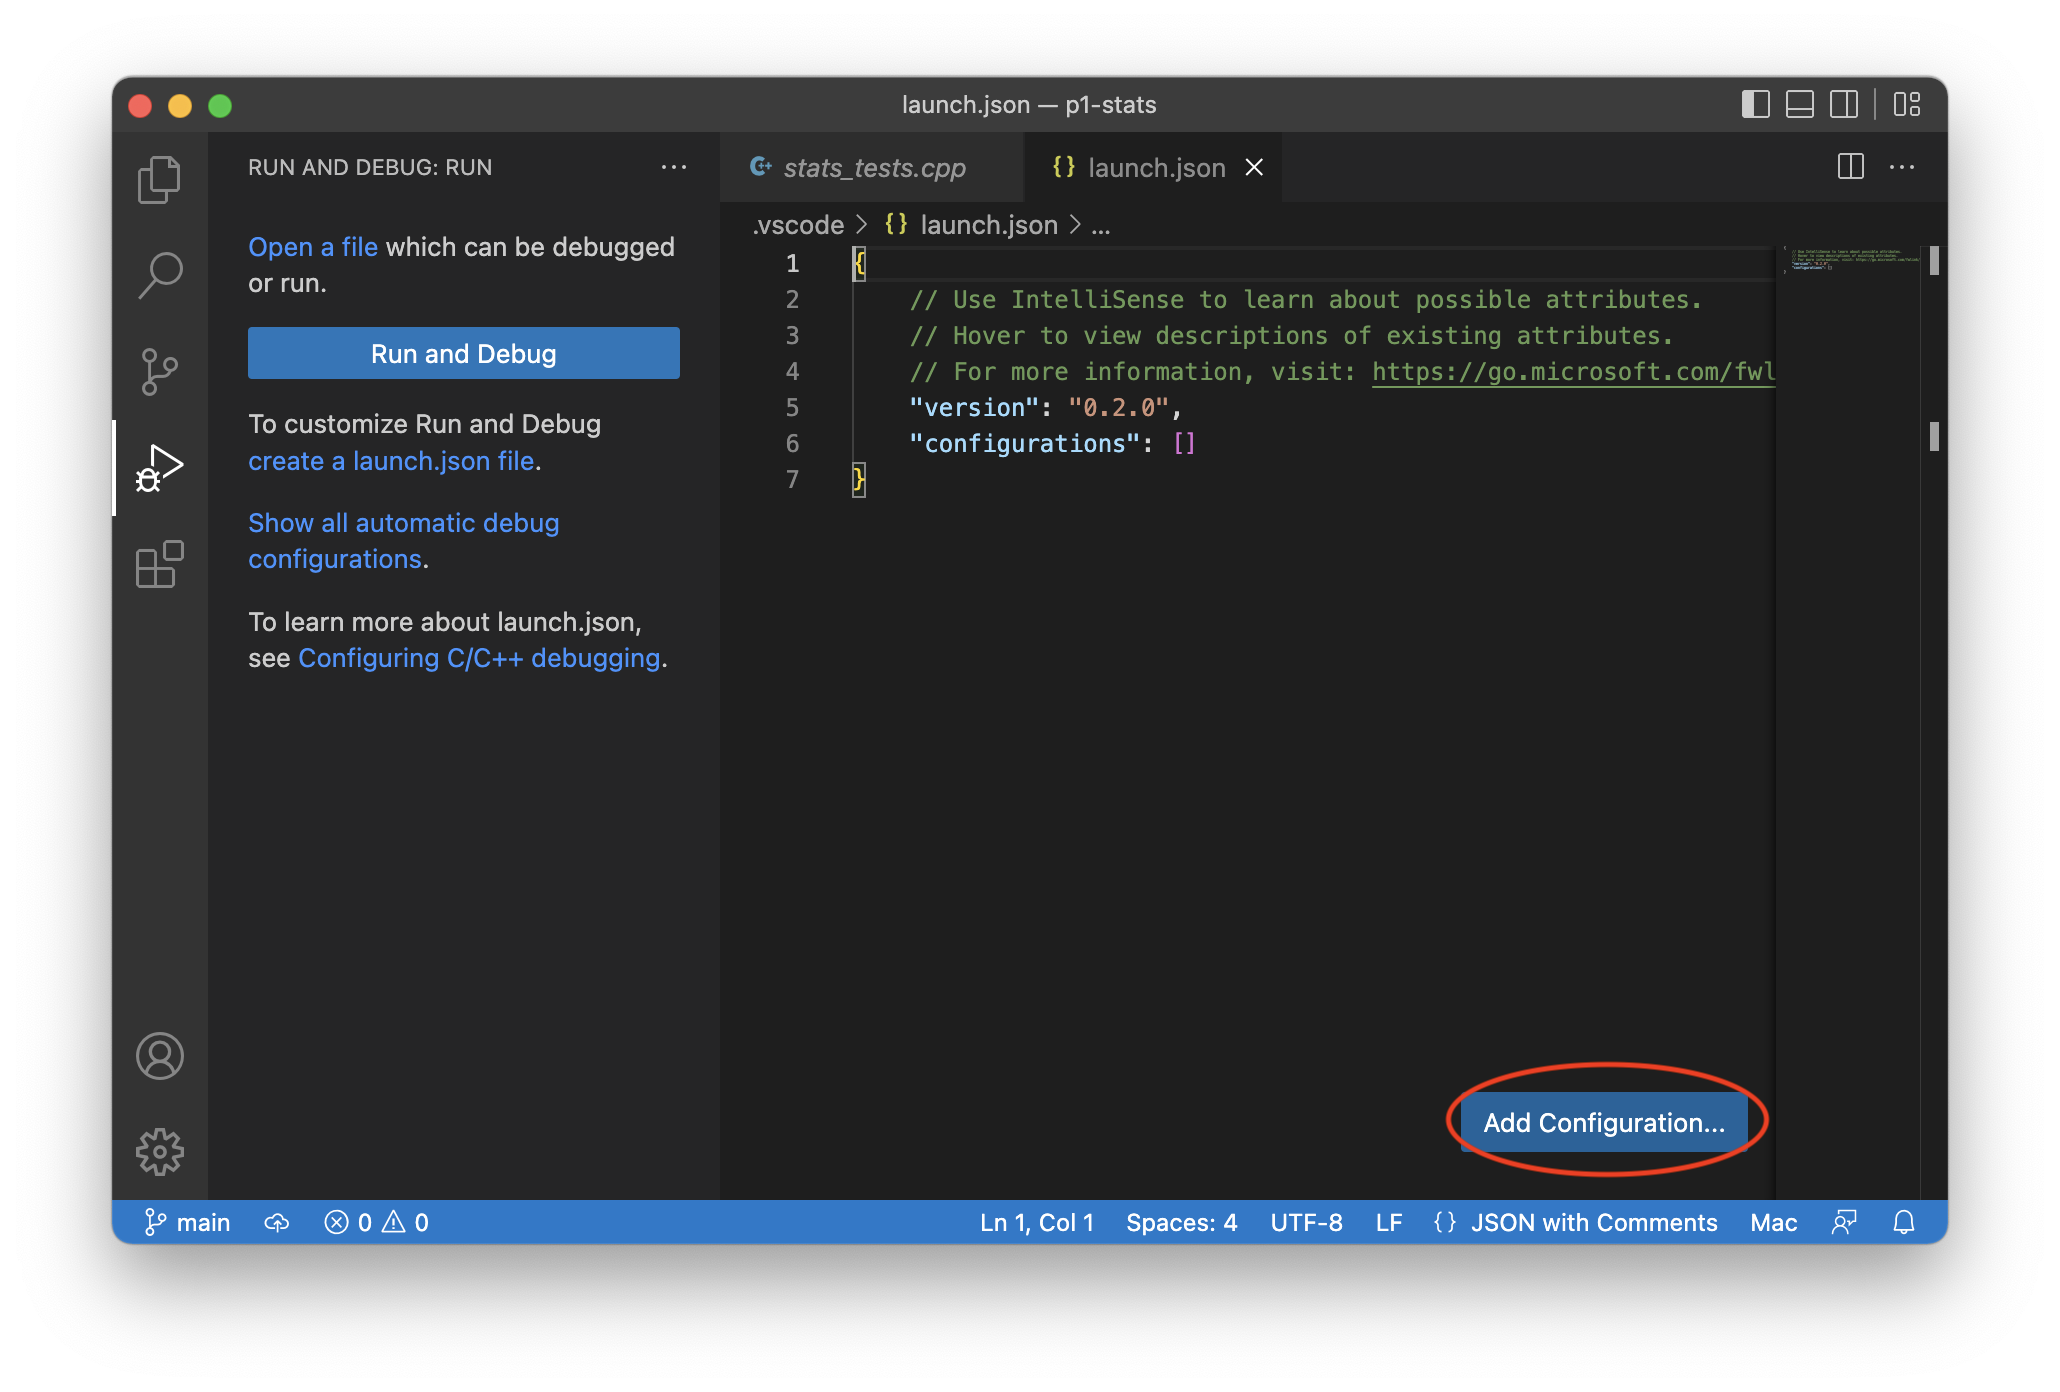 launch.json — p1-stats
RUN AND DEBUG: RUN
Open a file which can be debugged
or run.
Run and Debug
To customize Run and Debug
create a launch.json file.
Show all automatic debug
configurations.
To learn more about launch.json,
see Configuring C/C++ debugging.
stats_tests.cpp
{} launch.json
.vscode > {} launch.json > ...
1 {
2 // Use IntelliSense to learn about possible attributes.
3 // Hover to view descriptions of existing attributes.
4 // For more information, visit: https://go.microsoft.com/fwl
5 "version": "0.2.0",
6 "configurations": []
7 }
Add Configuration...
main 0 0 Ln 1, Col 1 Spaces: 4 UTF-8 LF {} JSON with Comments Mac